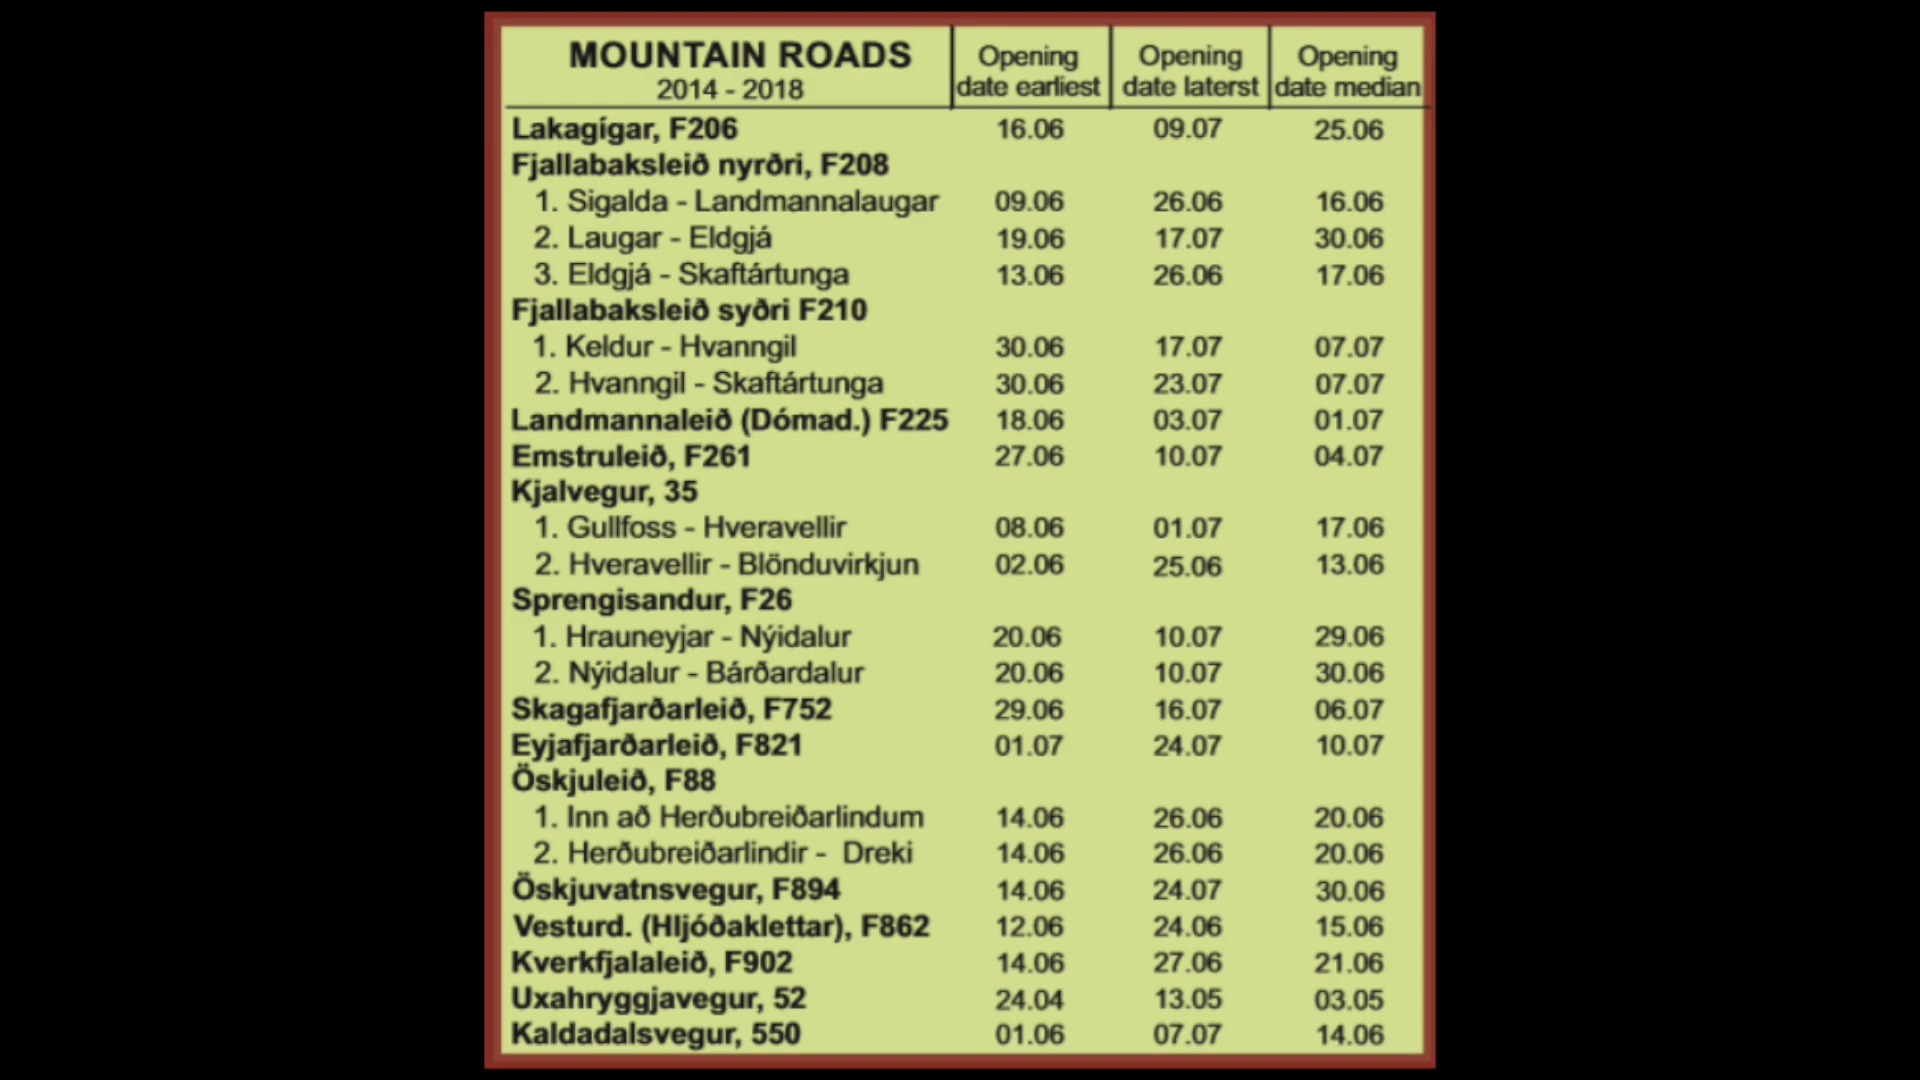 MOUNTAIN ROADS Opening Opening Opening
2014 - 2018 date earliest date laterst date median
Lakagígar, F206 16.06 09.07 25.06
Fjallabaksleið nyrðri, F208
1. Sigalda - Landmannalaugar 09.06 26.06 16.06
2. Laugar - Eldgjá 19.06 17.07 30.06
3. Eldgjá - Skaftártunga 13.06 26.06 17.06
Fjallabaksleið syðri F210
1. Keldur - Hvanngil 30.06 17.07 07.07
2. Hvanngil - Skaftártunga 30.06 23.07 07.07
Landmannaleið (Dómad.) F225 18.06 03.07 01.07
Emstruleið, F261 27.06 10.07 04.07
Kjalvegur, 35
1. Gullfoss - Hveravellir 08.06 01.07 17.06
2. Hveravellir - Blönduvirkjun 02.06 25.06 13.06
Sprengisandur, F26
1. Hrauneyjar - Nýidalur 20.06 10.07 29.06
2. Nýidalur - Bárðardalur 20.06 10.07 30.06
Skagafjarðarleið, F752 29.06 16.07 06.07
Eyjafjarðarleið, F821 01.07 24.07 10.07
Öskjuleið, F88
1. Inn að Herðubreiðarlindum 14.06 26.06 20.06
2. Herðubreiðarlindir - Dreki 14.06 26.06 20.06
Öskjuvatnsvegur, F894 14.06 24.07 30.06
Vesturd. (Hljóðaklettar), F862 12.06 24.06 15.06
Kverkfjalaleið, F902 14.06 27.06 21.06
Uxahryggjavegur, 52 24.04 13.05 03.05
Kaldadalsvegur, 550 01.06 07.07 14.06